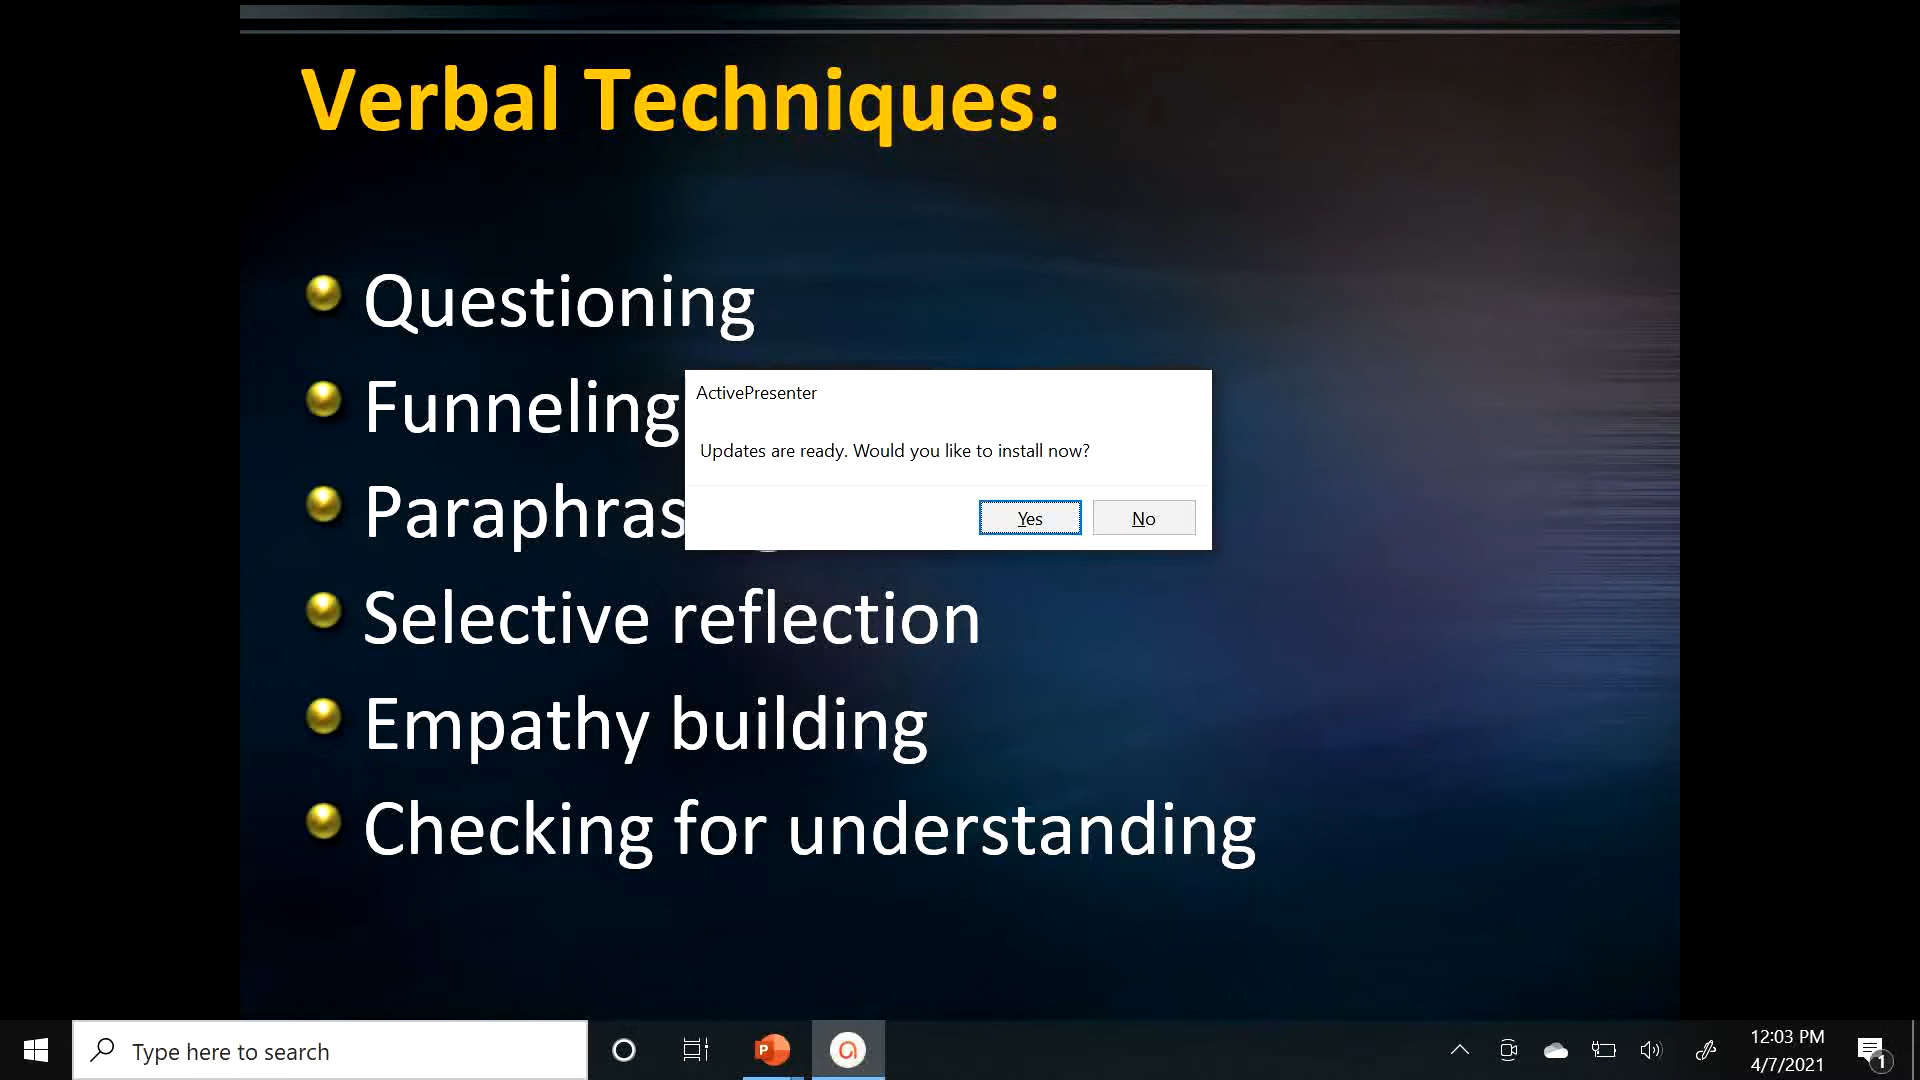 Verbal Techniques:
Questioning
Funneling
ActivePresenter
Updates are ready. Would you like to install now?
Yes No
Paraphras g
Selective reflection
Empathy building
Checking for understanding
Type here to search
P
12:03 PM
4/7/2021
1